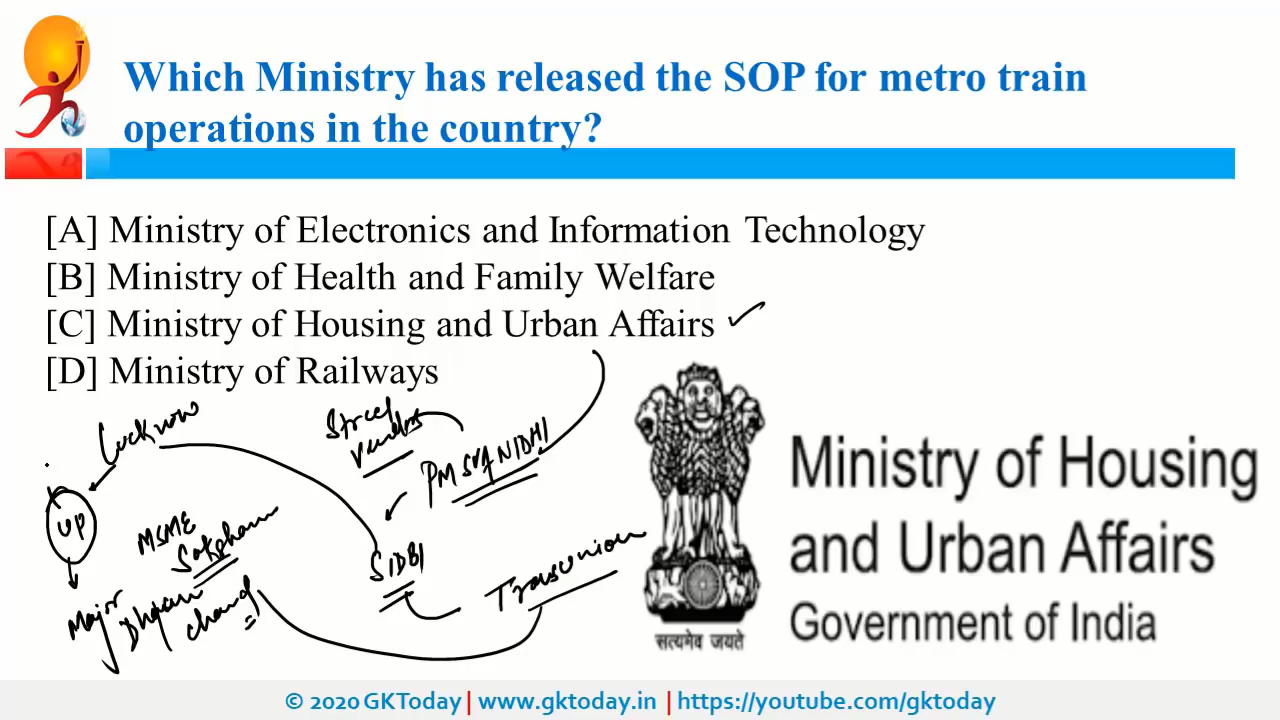 Which Ministry has released the SOP for metro train
operations in the country?
[A] Ministry of Electronics and Information Technology
[B] Ministry of Health and Family Welfare
[C] Ministry of Housing and Urban Affairs
[D] Ministry of Railways
Lucknow
Street
vendors
PM SVANIDHI
UP
MSME
Saksham
SIDBI
Transunion
Major
Dhyan
chand
Ministry of Housing
and Urban Affairs
Government of India
सत्यमेव जयते
© 2020 GKToday | www.gktoday.in | https://youtube.com/gktoday